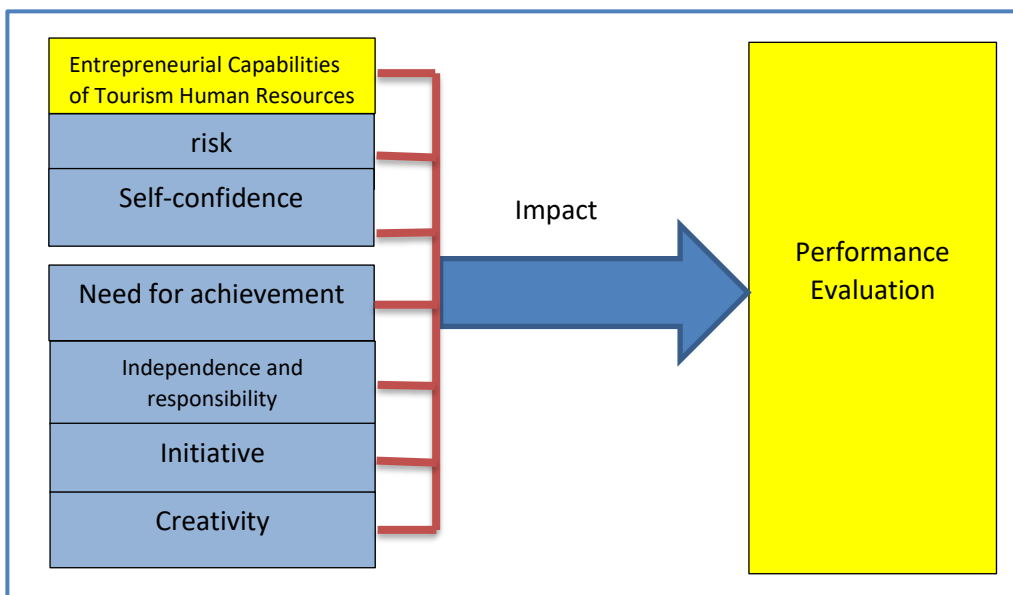 Entrepreneurial Capabilities
of Tourism Human Resources
risk
Self-confidence
Need for achievement
Independence and
responsibility
Initiative
Creativity
Impact
Performance
Evaluation